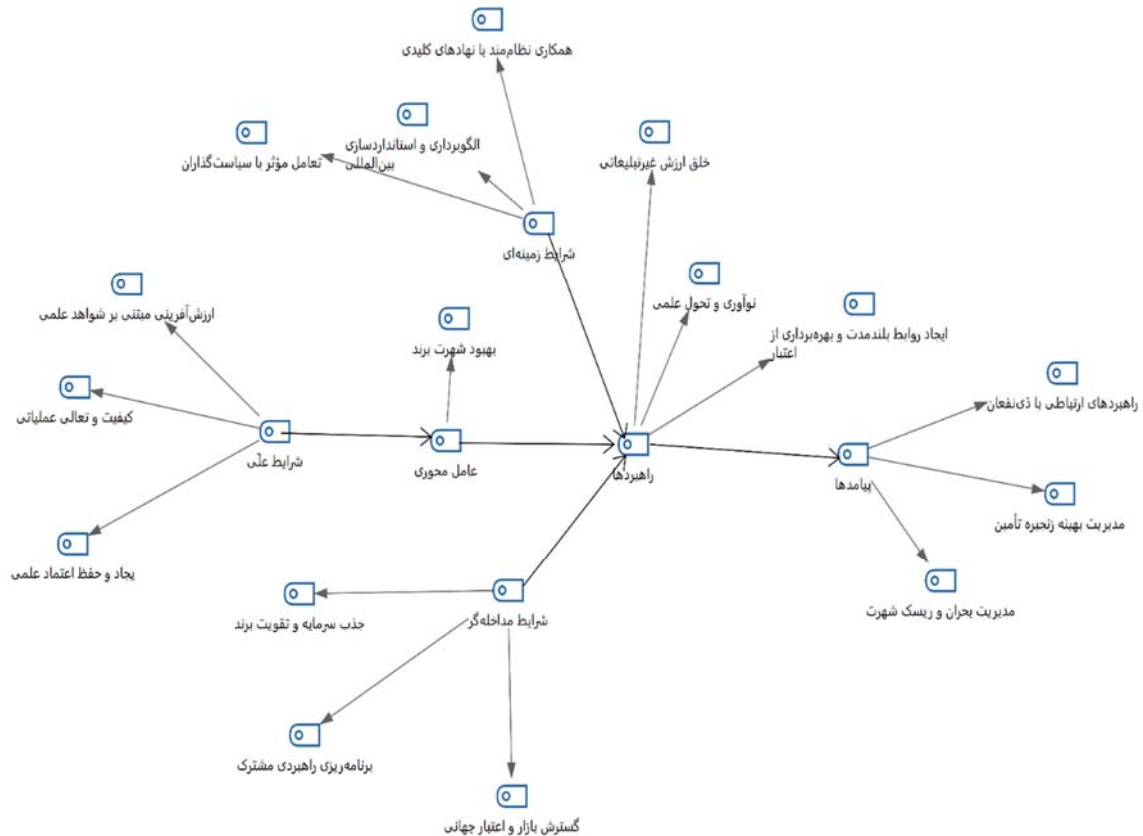 همکاری نظام‌مند با نهادهای کلیدی
الگوبرداری و استانداردسازی
بین‌المللی
تعامل مؤثر با سیاست‌گذاران
خلق ارزش غیرتبلیغاتی
شرایط زمینه‌ای
نوآوری و تحول علمی
ارزش‌آفرینی مبتنی بر شواهد علمی
ایجاد روابط بلندمدت و بهره‌برداری از
اعتبار
بهبود شهرت برند
راهبردهای ارتباطی با ذی‌نفعان
کیفیت و تعالی عملیاتی
شرایط علّی
عامل محوری
راهبردها
پیامدها
مدیریت بهینه زنجیره تأمین
یجاد و حفظ اعتماد علمی
مدیریت بحران و ریسک شهرت
شرایط مداخله‌گر
جذب سرمایه و تقویت برند
برنامه‌ریزی راهبردی مشترک
گسترش بازار و اعتبار جهانی